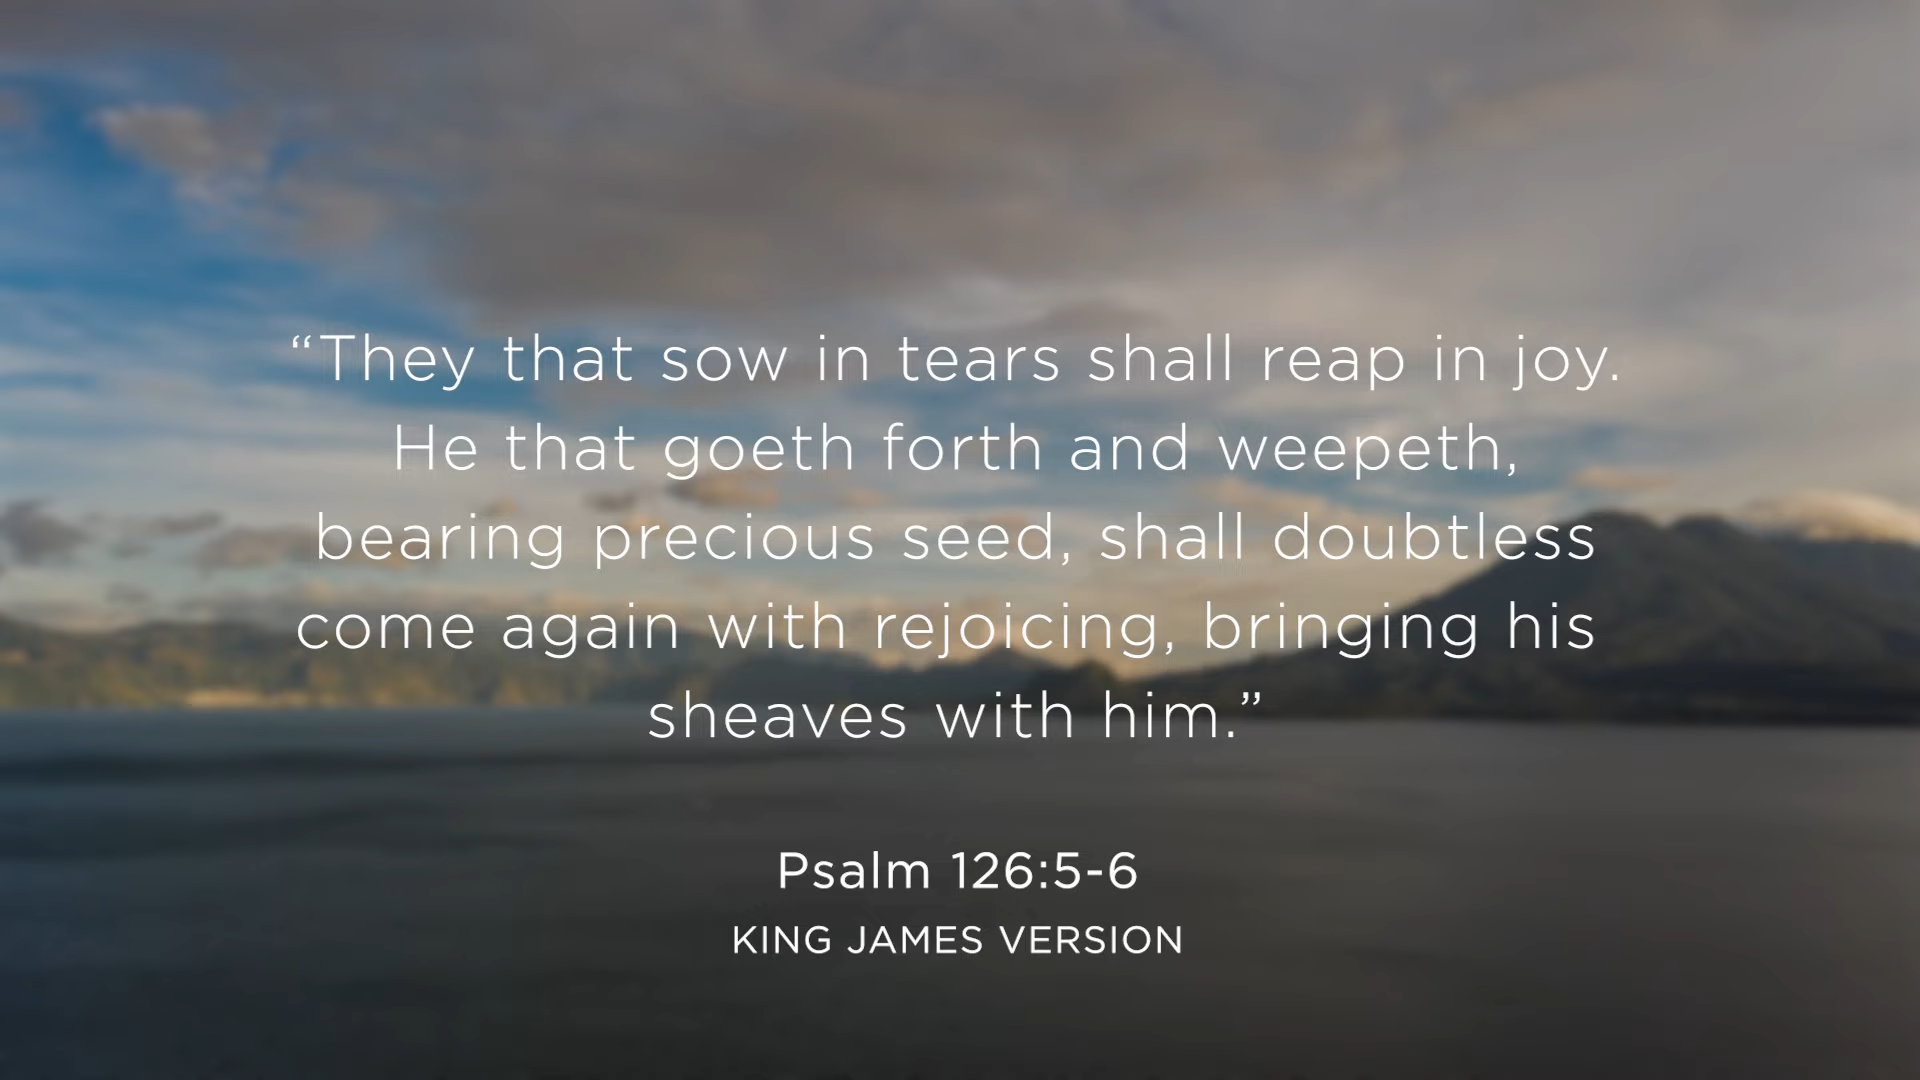 “They that sow in tears shall reap in joy.
He that goeth forth and weepeth,
bearing precious seed, shall doubtless
come again with rejoicing, bringing his
sheaves with him.”
Psalm 126:5-6
KING JAMES VERSION